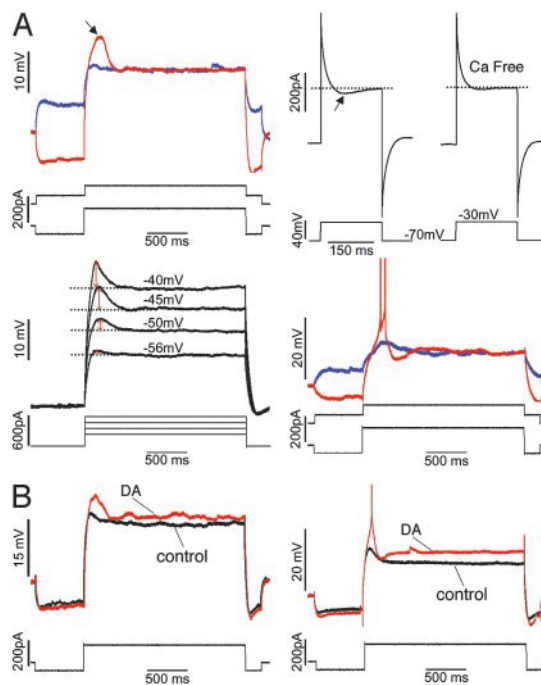 A
10 mV
200pA
500 ms
200pA
Ca Free
40mV
-70mV
-30mV
150 ms
10 mV
-40mV
-45mV
-50mV
-56mV
600pA
500 ms
20 mV
200pA
500 ms
B
15 mV
DA
control
200pA
500 ms
20 mV
DA
control
200pA
500 ms